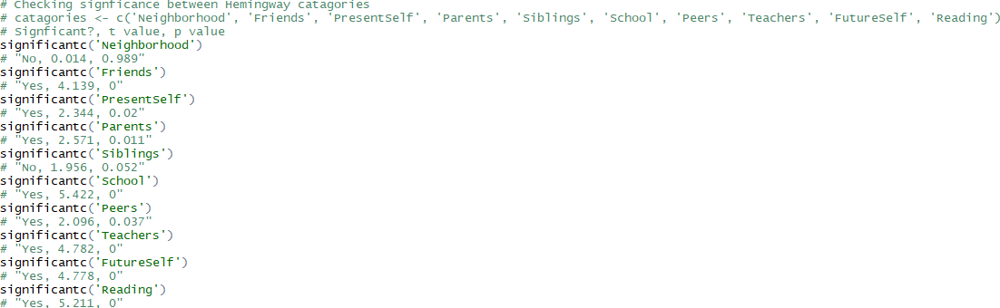 # Checking signficance between Hemingway catagories
# catagories <- c('Neighborhood', 'Friends', 'PresentSelf', 'Parents', 'Siblings', 'School', 'Peers', 'Teachers', 'FutureSelf', 'Reading')
# Signficant?, t value, p value
significantc('Neighborhood')
# "No, 0.014, 0.989"
significantc('Friends')
# "Yes, 4.139, 0"
significantc('PresentSelf')
# "Yes, 2.344, 0.02"
significantc('Parents')
# "Yes, 2.571, 0.011"
significantc('Siblings')
# "No, 1.956, 0.052"
significantc('School')
# "Yes, 5.422, 0"
significantc('Peers')
# "Yes, 2.096, 0.037"
significantc('Teachers')
# "Yes, 4.782, 0"
significantc('FutureSelf')
# "Yes, 4.778, 0"
significantc('Reading')
# "Yes, 5.211, 0"